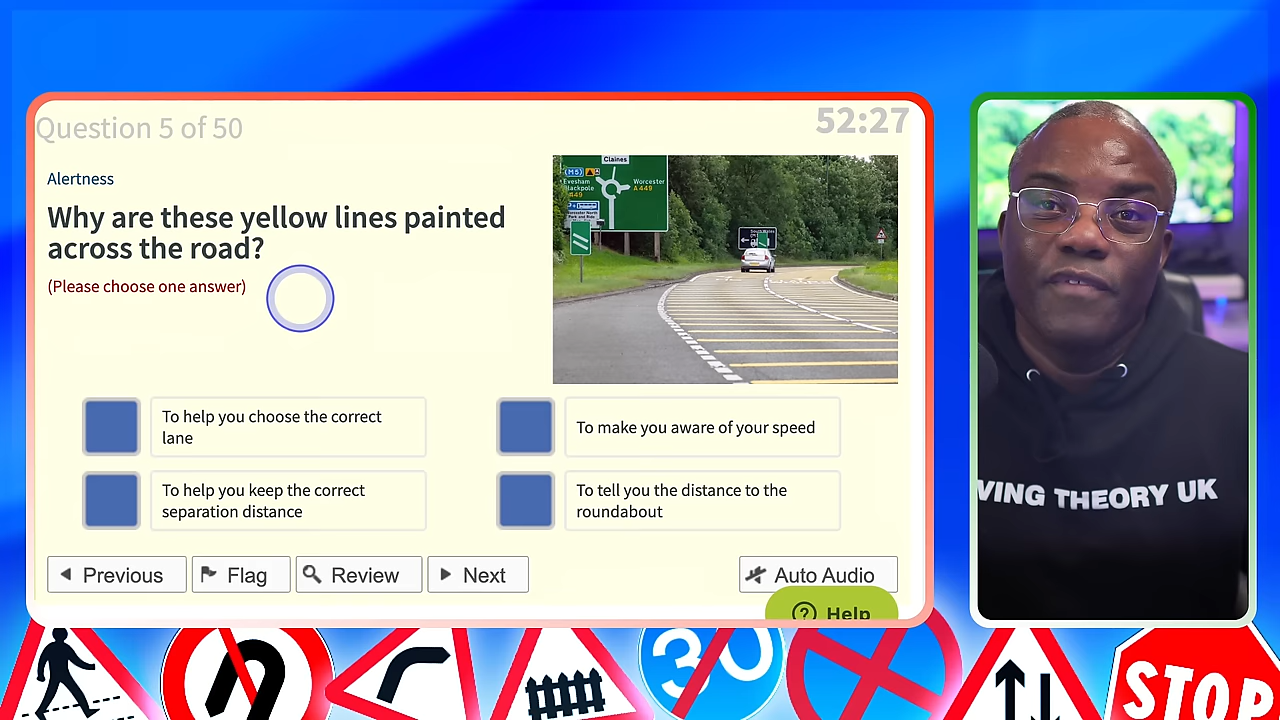 Question 5 of 50
52:27
Alertness
Why are these yellow lines painted
across the road?
(Please choose one answer)
Claines
(M5)
Evesham
Worcester
A 449
To help you choose the correct
lane
To make you aware of your speed
To help you keep the correct
separation distance
To tell you the distance to the
roundabout
Previous
Flag
Review
Next
Auto Audio
? Help
VING THEORY UK
30
STOP